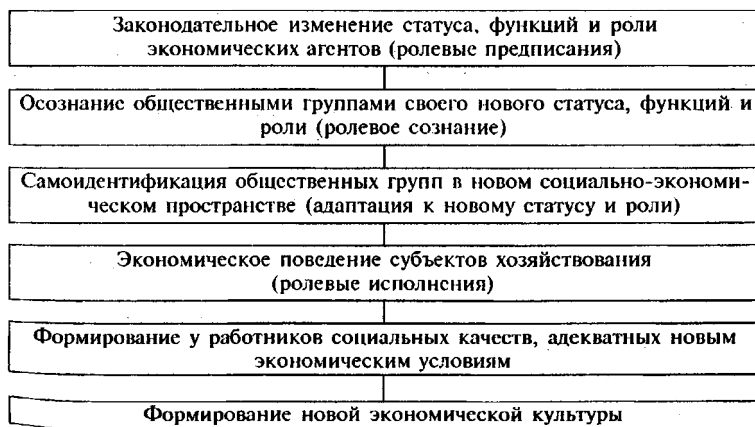 Законодательное изменение статуса, функций и роли
экономических агентов (ролевые предписания)
Осознание общественными группами своего нового статуса, функций и
роли (ролевое сознание)
Самоидентификация общественных групп в новом социально-экономи-
ческом пространстве (адаптация к новому статусу и роли)
Экономическое поведение субъектов хозяйствования
(ролевые исполнения)
Формирование у работников социальных качеств, адекватных новым
экономическим условиям
Формирование новой экономической культуры